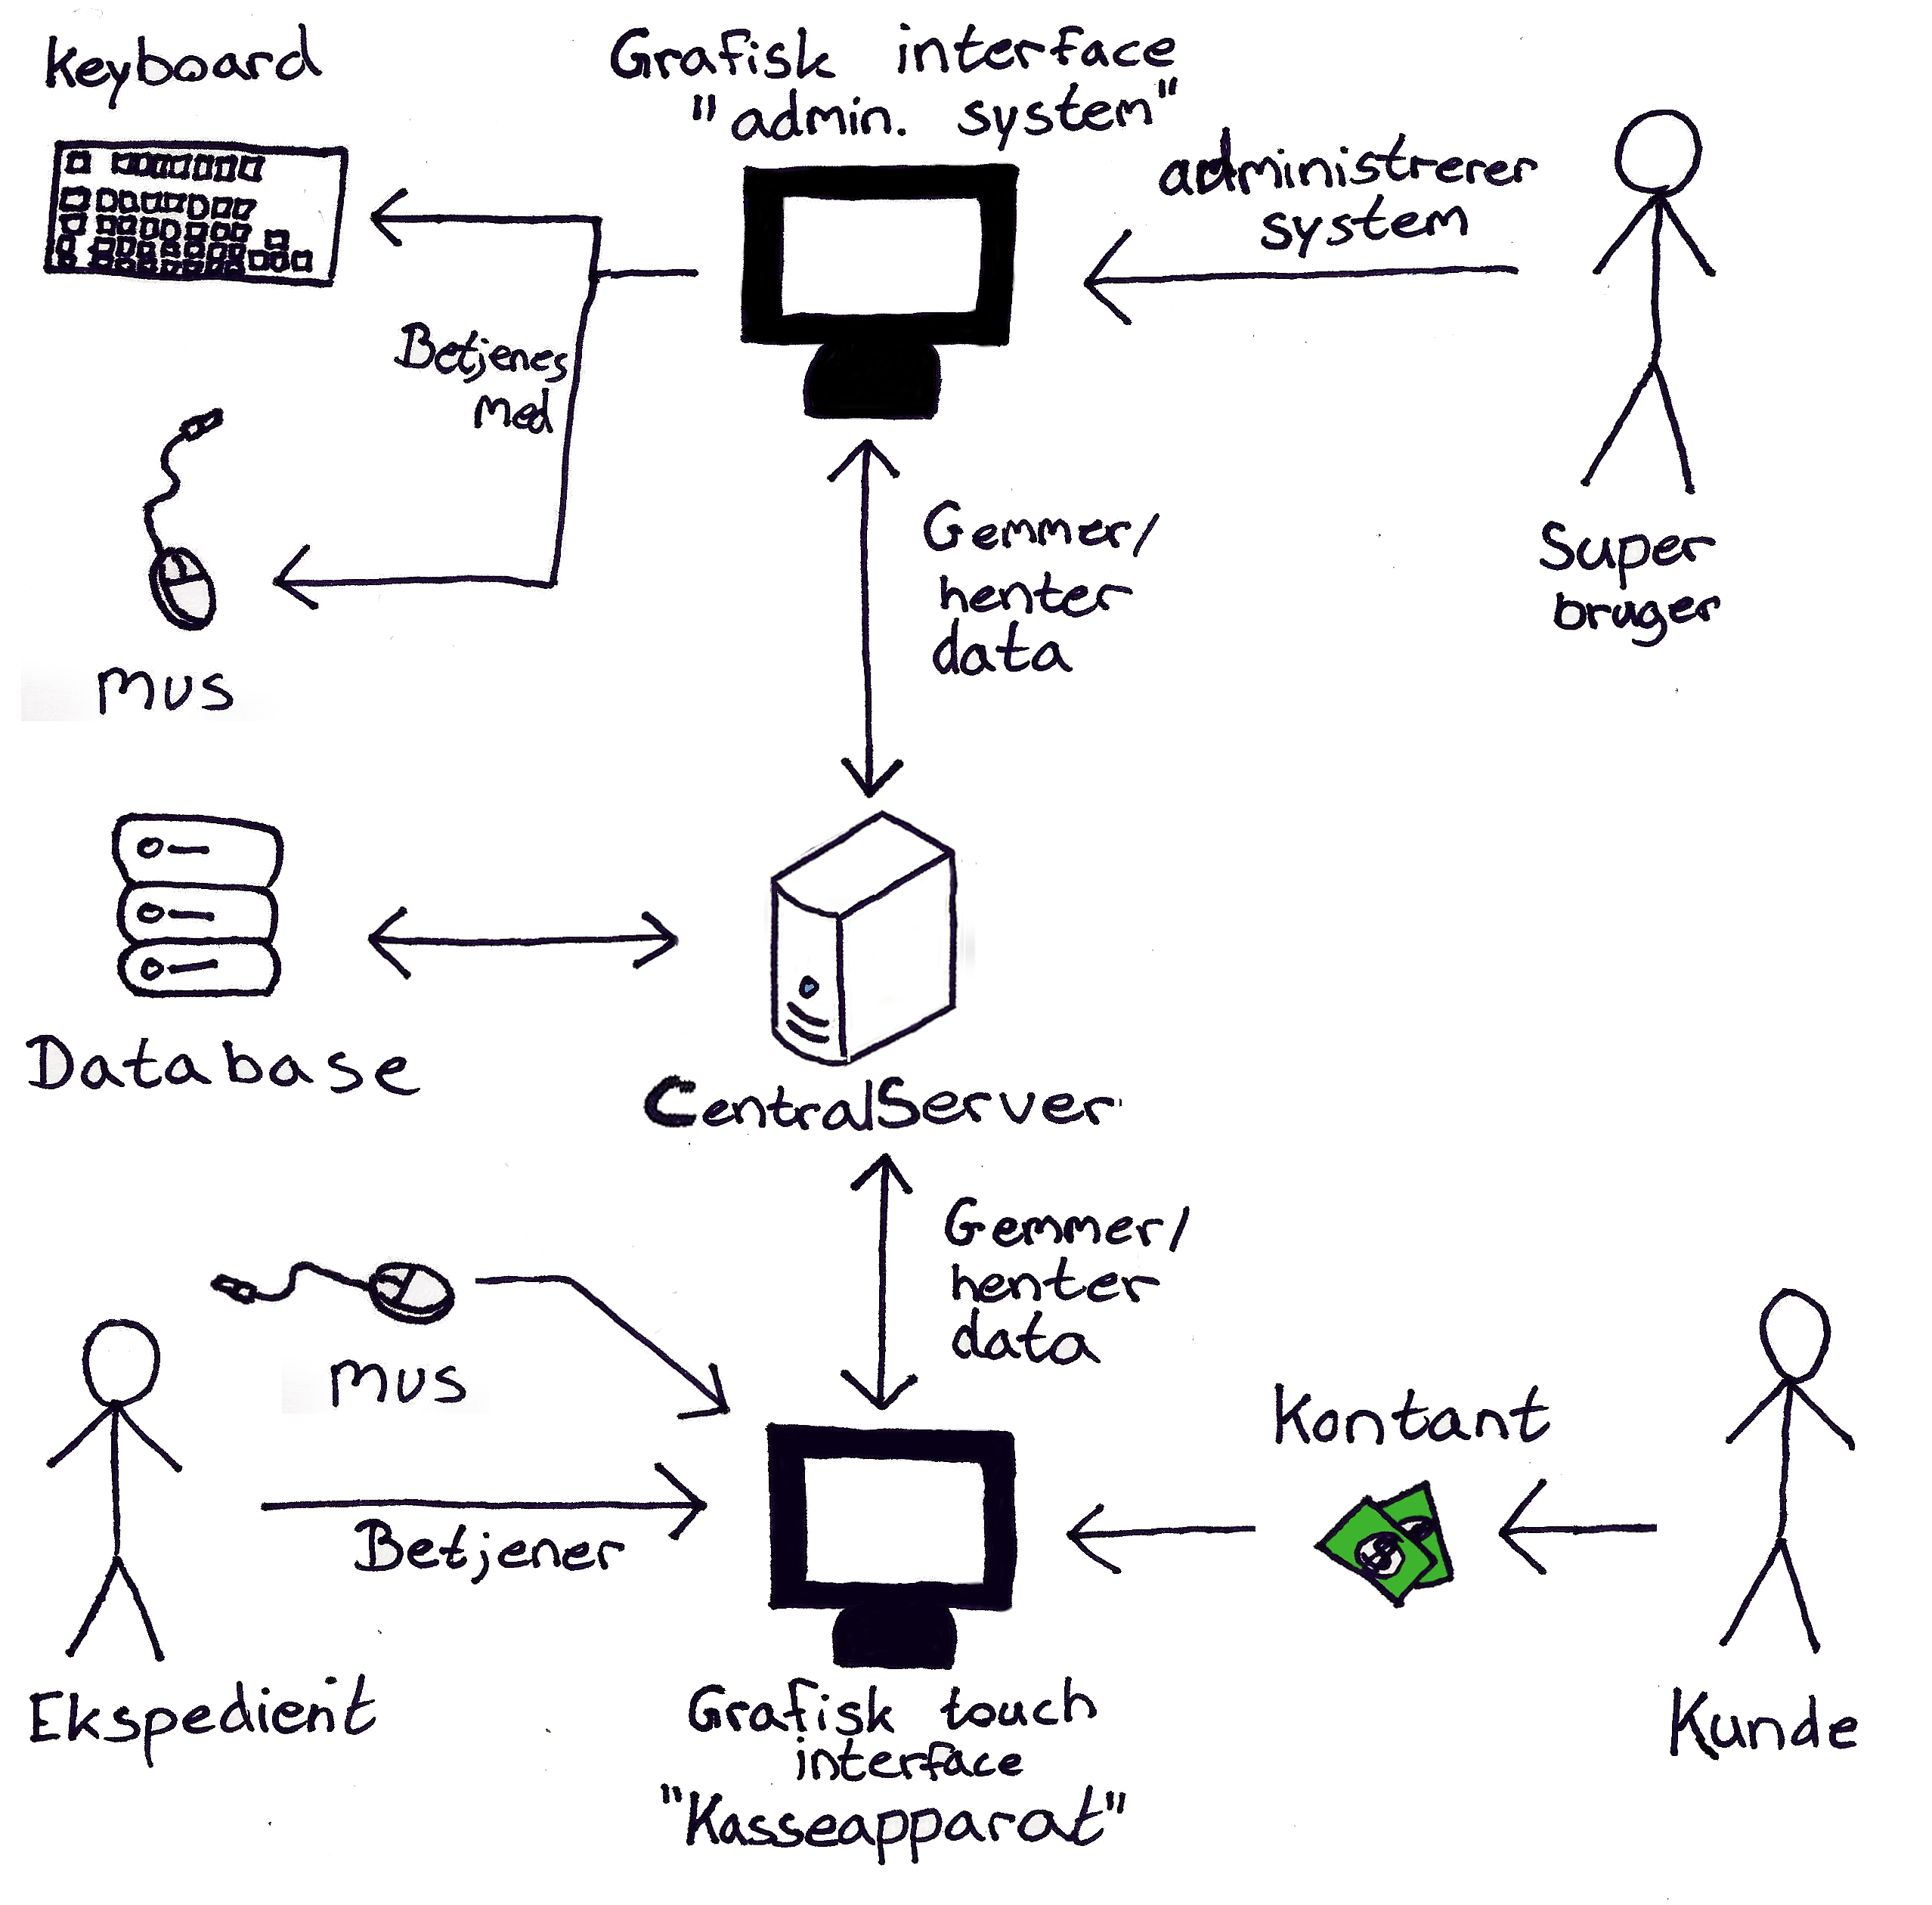 Keyboard
Grafisk interface
"admin. system"
administrerer
system
Betjenes
med
mus
Gemmer/
henter
data
Super
bruger
Database
CentralServer
Gemmer/
henter
data
mus
Kontant
Betjener
$
Ekspedient
Grafisk touch
interface
"Kasseapparat"
Kunde